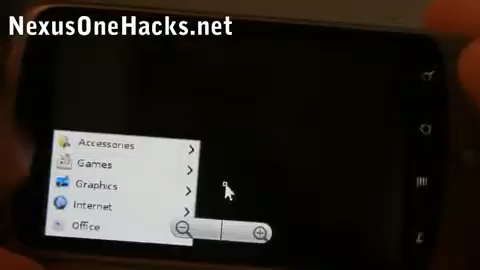 NexusOneHacks.net
Accessories
Games
Graphics
Internet
Office